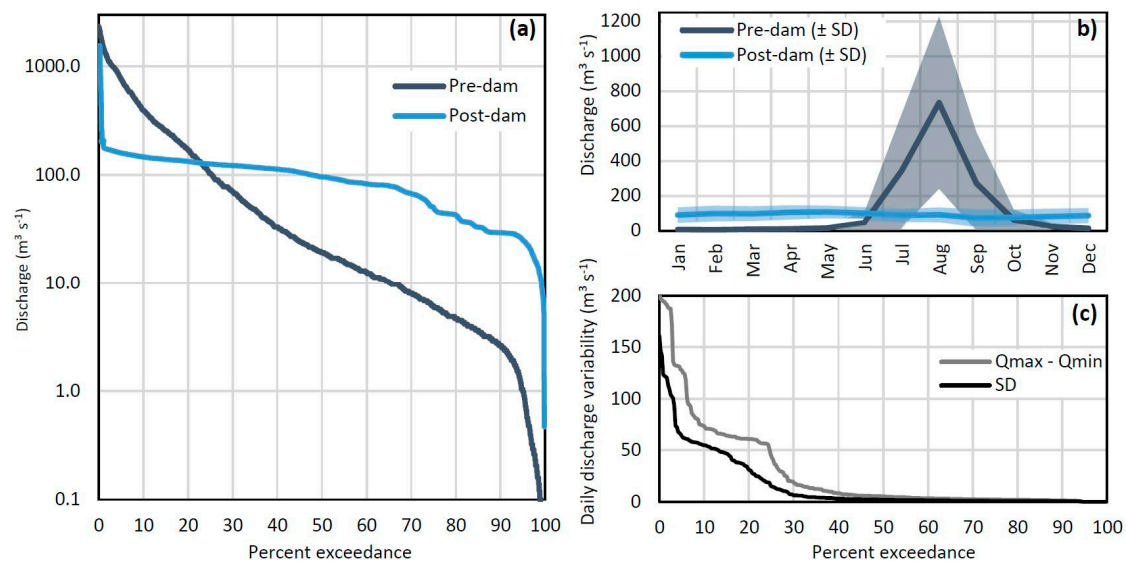 (a)
Discharge (m³ s⁻¹)
1000.0
100.0
10.0
1.0
0.1
Pre-dam
Post-dam
0 10 20 30 40 50 60 70 80 90 100
Percent exceedance
b)
Discharge (m³ s⁻¹)
1200
1000
800
600
400
200
0
Pre-dam (± SD)
Post-dam (± SD)
Jan Feb Mar Apr May Jun Jul Aug Sep Oct Nov Dec
(c)
Daily discharge variability (m³ s⁻¹)
200
150
100
50
0
Qmax - Qmin
SD
0 10 20 30 40 50 60 70 80 90 100
Percent exceedance